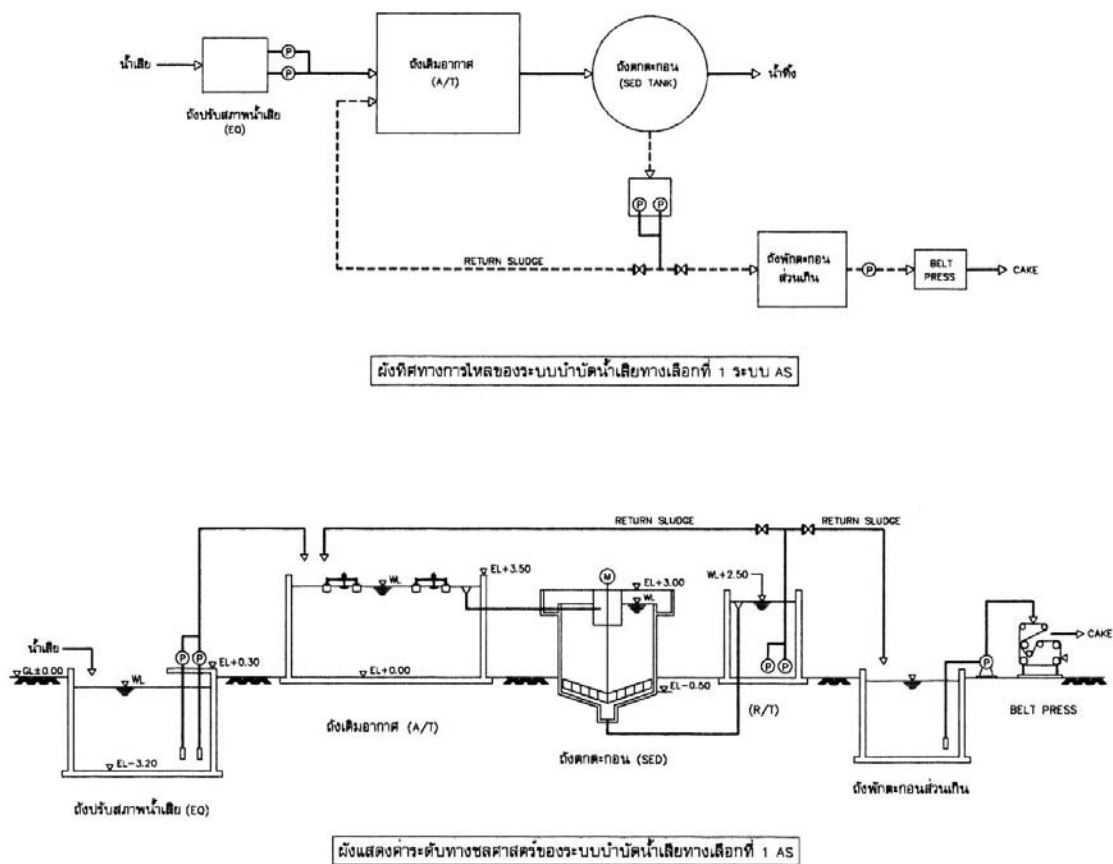 น้ำเสีย
P
P
ถังปรับสภาพน้ำเสีย
(EQ)
ถังเติมอากาศ
(A/T)
ถังตกตะกอน
(SED TANK)
น้ำทิ้ง
P P
RETURN SLUDGE
ถังพักตะกอน
ส่วนเกิน
P
BELT
PRESS
CAKE
ผังทิศทางการไหลของระบบบำบัดน้ำเสียทางเลือกที่ 1 ระบบ AS
RETURN SLUDGE
RETURN SLUDGE
WL
EL+3.50
M
EL+3.00
WL
WL+2.50
น้ำเสีย
GL±0.00
WL
P P
EL+0.30
EL+0.00
EL-0.50
P P
P
CAKE
EL-3.20
ถังปรับสภาพน้ำเสีย (EQ)
ถังเติมอากาศ (A/T)
ถังตกตะกอน (SED)
(R/T)
ถังพักตะกอนส่วนเกิน
BELT PRESS
ผังแสดงค่าระดับทางชลศาสตร์ของระบบบำบัดน้ำเสียทางเลือกที่ 1 AS